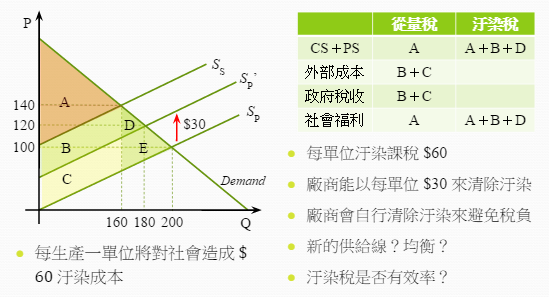 P
140
120
100
A
B
C
D
E
Sₛ
Sₚ'
Sₚ
$30
Demand
160 180 200
Q
每生產一單位將對社會造成 $
60 汙染成本
從量稅 汙染稅
CS+PS A A+B+D
外部成本 B+C
政府稅收 B+C
社會福利 A A+B+D
每單位汙染課稅 $60
廠商能以每單位 $30 來清除汙染
廠商會自行清除汙染來避免稅負
新的供給線?均衡?
汙染稅是否有效率?